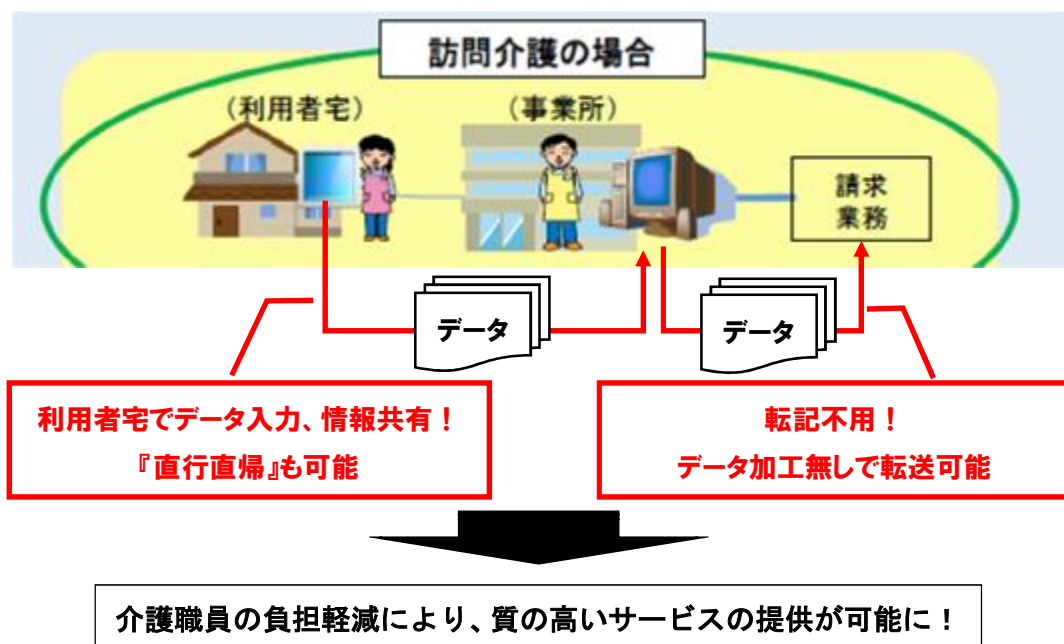 訪問介護の場合
(利用者宅)
(事業所)
請求
業務
データ
データ
利用者宅でデータ入力、情報共有！
『直行直帰』も可能
転記不用！
データ加工無しで転送可能
介護職員の負担軽減により、質の高いサービスの提供が可能に！